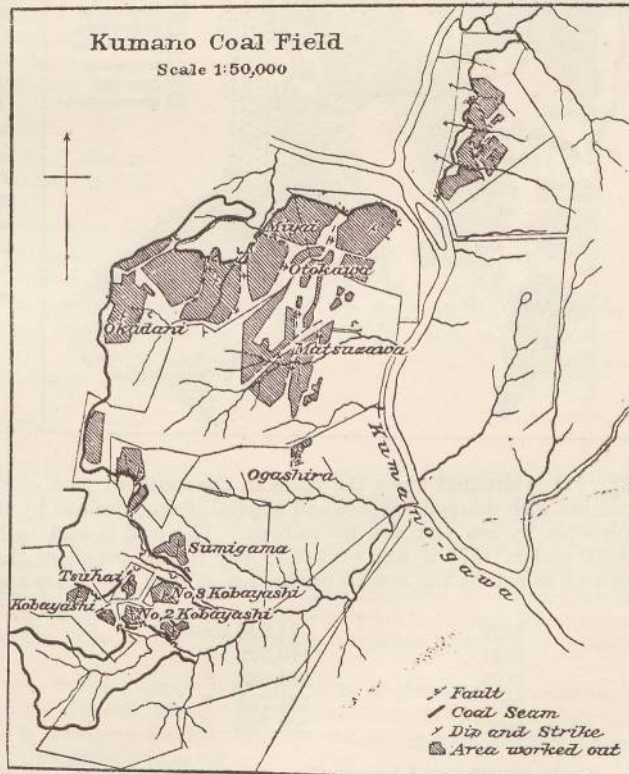 Kumano Coal Field
Scale 1:50,000
Miyai
Otokawa
Okudani
Matsuzawa
Ogashira
Kumano-gawa
Sumigama
Tsubai
No,3 Kobayashi
Kobayashi
No,2 Kobayashi
Fault
Coal Seam
Dip and Strike
Area worked out